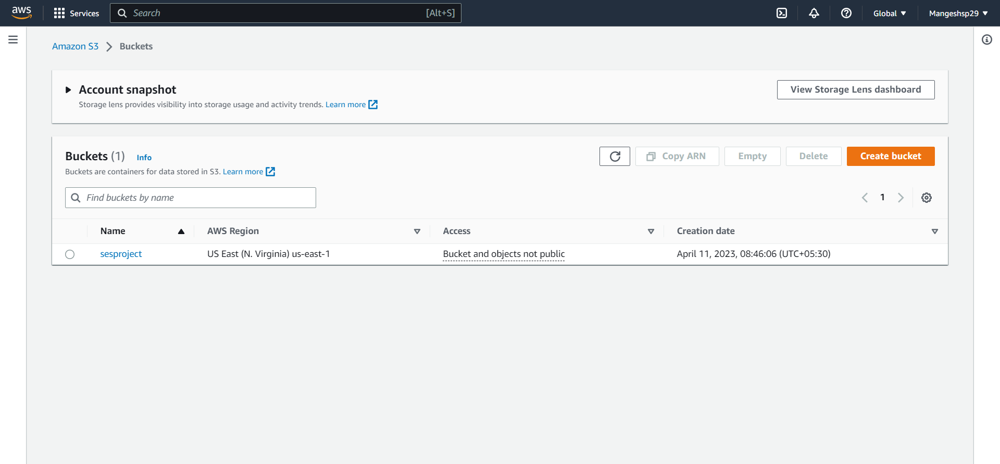 aws Services Search [Alt+S] Global Mangeshsp29
Amazon S3 Buckets
Account snapshot
View Storage Lens dashboard
Storage lens provides visibility into storage usage and activity trends. Learn more
Buckets (1) Info
Copy ARN Empty Delete Create bucket
Buckets are containers for data stored in S3. Learn more
Find buckets by name
1
Name AWS Region Access Creation date
sesproject US East (N. Virginia) us-east-1 Bucket and objects not public April 11, 2023, 08:46:06 (UTC+05:30)